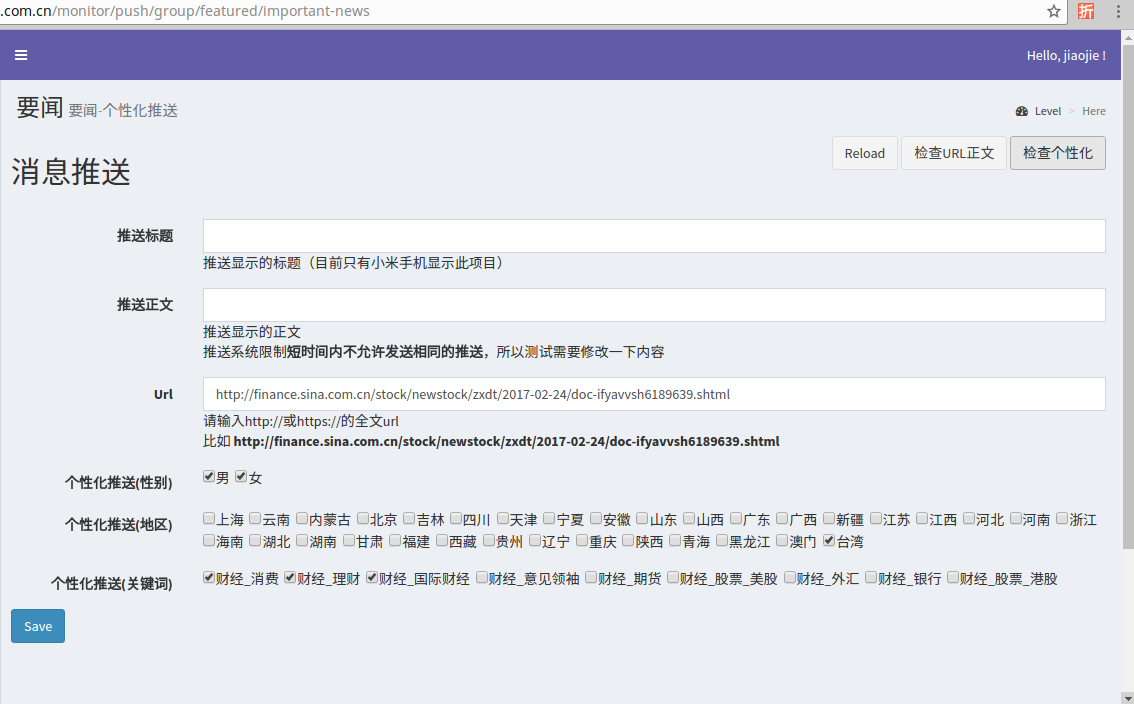 .com.cn/monitor/push/group/featured/important-news
折
Hello, jiaojie !
要闻 要闻-个性化推送
Level > Here
消息推送
Reload 检查URL正文 检查个性化
推送标题
推送显示的标题（目前只有小米手机显示此项目）
推送正文
推送显示的正文
推送系统限制短时间内不允许发送相同的推送，所以测试需要修改一下内容
Url http://finance.sina.com.cn/stock/newstock/zxdt/2017-02-24/doc-ifyavvsh6189639.shtml
请输入http://或https://的全文url
比如 http://finance.sina.com.cn/stock/newstock/zxdt/2017-02-24/doc-ifyavvsh6189639.shtml
个性化推送(性别) 男 女
个性化推送(地区) 上海 云南 内蒙古 北京 吉林 四川 天津 宁夏 安徽 山东 山西 广东 广西 新疆 江苏 江西 河北 河南 浙江
海南 湖北 湖南 甘肃 福建 西藏 贵州 辽宁 重庆 陕西 青海 黑龙江 澳门 台湾
个性化推送(关键词) 财经_消费 财经_理财 财经_国际财经 财经_意见领袖 财经_期货 财经_股票_美股 财经_外汇 财经_银行 财经_股票_港股
Save